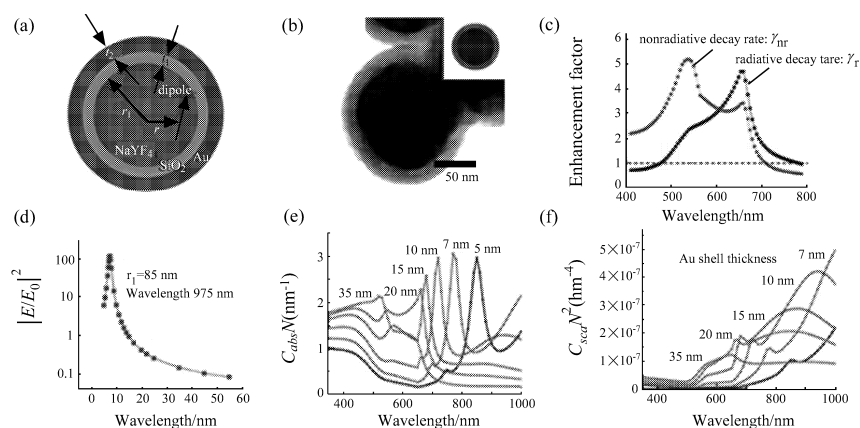 (a)
t₂
t₁
dipole
r₁
r
NaYF₄
SiO₂
Au
(b)
50 nm
(c)
Enhancement factor
6
5
4
3
2
1
0
nonradiative decay rate: γnr
radiative decay tare: γr
400 500 600 700 800
Wavelength/nm
(d)
|E/E₀|²
100
10
1
0.1
r₁=85 nm
Wavelength 975 nm
0 10 20 30 40 50
Wavelength/nm
(e)
CabsN(nm⁻¹)
3
2
1
0
35 nm
20 nm
15 nm
10 nm
7 nm
5 nm
400 600 800 1000
Wavelength/nm
(f)
CscaN²(hm⁻⁴)
5×10⁻⁷
4×10⁻⁷
3×10⁻⁷
2×10⁻⁷
1×10⁻⁷
0
Au shell thickness
7 nm
10 nm
15 nm
20 nm
35 nm
400 600 800 1000
Wavelength/nm